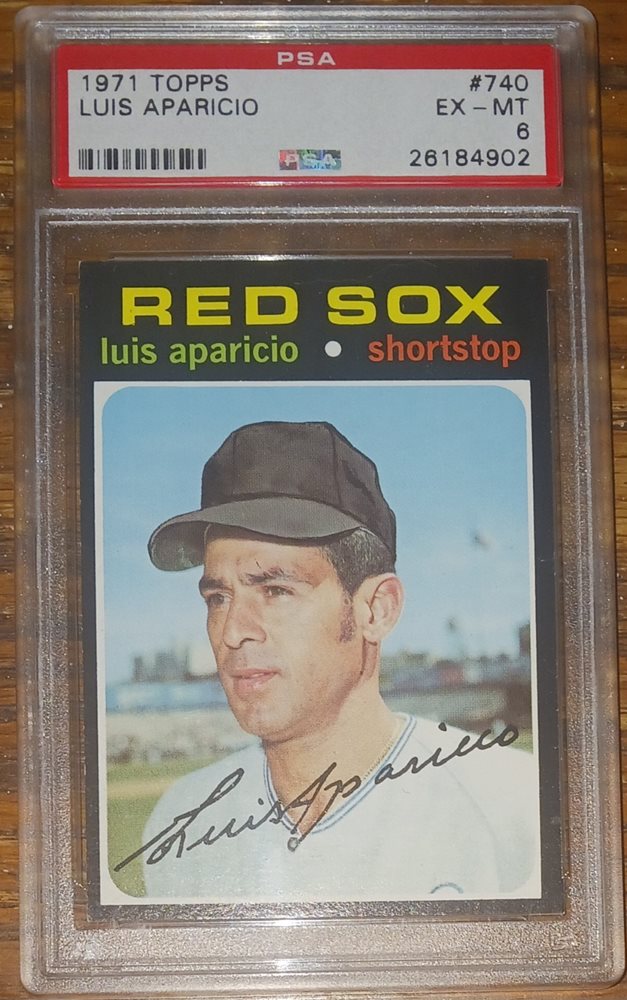 PSA
1971 TOPPS #740
LUIS APARICIO EX - MT
6
PSA 26184902
RED SOX
luis aparicio • shortstop
Luis Aparicio